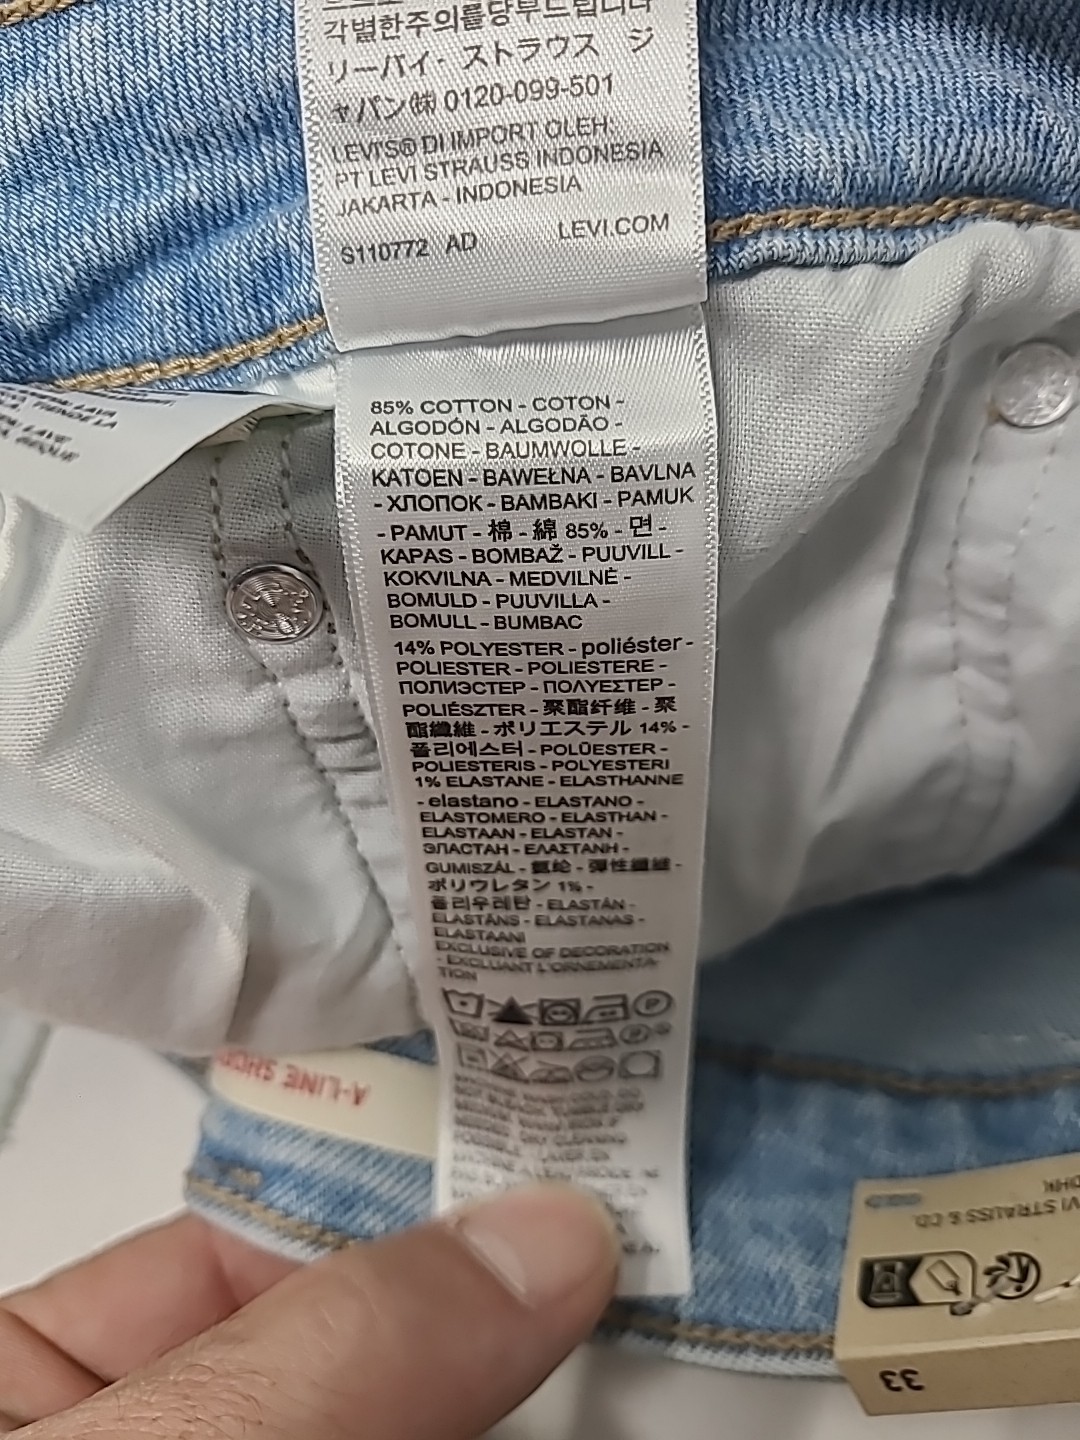 각별한주의를당부드립니다
リーバイ・ストラウス ジ
ャパン㈱ 0120-099-501
LEVI'S® DI IMPORT OLEH:
PT LEVI STRAUSS INDONESIA
JAKARTA - INDONESIA
S110772 AD LEVI.COM
85% COTTON - COTON -
ALGODÓN - ALGODÃO -
COTONE - BAUMWOLLE -
KATOEN - BAWEŁNA - BAVLNA
- ХЛОПОК - BAMBAKI - PAMUK
- PAMUT - 棉 - 綿 85% - 면 -
KAPAS - BOMBAŽ - PUUVILL -
KOKVILNA - MEDVILNĖ -
BOMULD - PUUVILLA -
BOMULL - BUMBAC
14% POLYESTER - poliéster -
POLIESTER - POLIESTERE -
ПОЛИЭСТЕР - ΠΟΛΥΕΣΤΕΡ -
POLIÉSZTER - 聚酯纤维 - 聚
酯纖維 - ポリエステル 14% -
폴리에스터 - POLÜESTER -
POLIESTERIS - POLYESTERI
1% ELASTANE - ELASTHANNE
- elastano - ELASTANO -
ELASTOMERO - ELASTHAN -
ELASTAAN - ELASTAN -
ЭЛАСТАН - ΕΛΑΣΤΑΝΗ -
GUMISZÁL - 氨纶 - 彈性纖維 -
ポリウレタン 1% -
폴리우레탄 - ELASTÁN -
ELASTĀNS - ELASTANAS -
ELASTAANI
EXCLUSIVE OF DECORATION
- EXCLUANT L'ORNEMENTA-
TION
A-LINE SHOR
VI STRAUSS & CO.
33